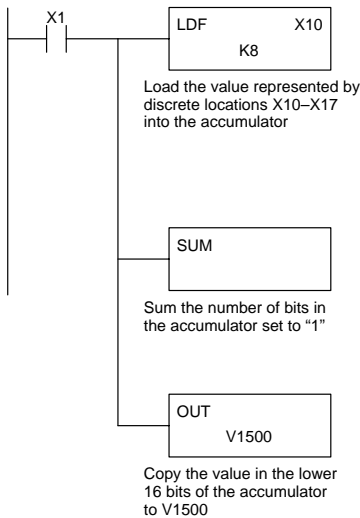 X1
LDF X10
K8
Load the value represented by
discrete locations X10–X17
into the accumulator
SUM
Sum the number of bits in
the accumulator set to “1”
OUT
V1500
Copy the value in the lower
16 bits of the accumulator
to V1500